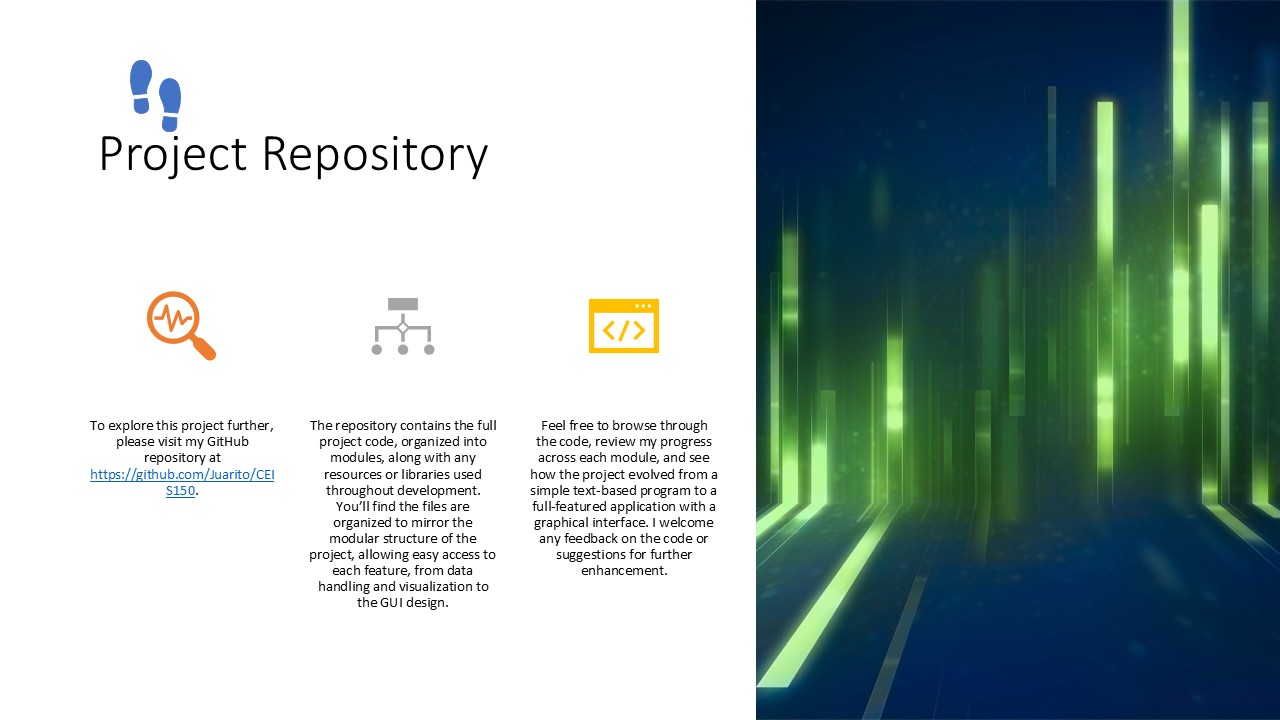 Project Repository
To explore this project further,
please visit my GitHub
repository at
https://github.com/Juarito/CEI
S150.
The repository contains the full
project code, organized into
modules, along with any
resources or libraries used
throughout development.
You’ll find the files are
organized to mirror the
modular structure of the
project, allowing easy access to
each feature, from data
handling and visualization to
the GUI design.
Feel free to browse through
the code, review my progress
across each module, and see
how the project evolved from a
simple text-based program to a
full-featured application with a
graphical interface. I welcome
any feedback on the code or
suggestions for further
enhancement.